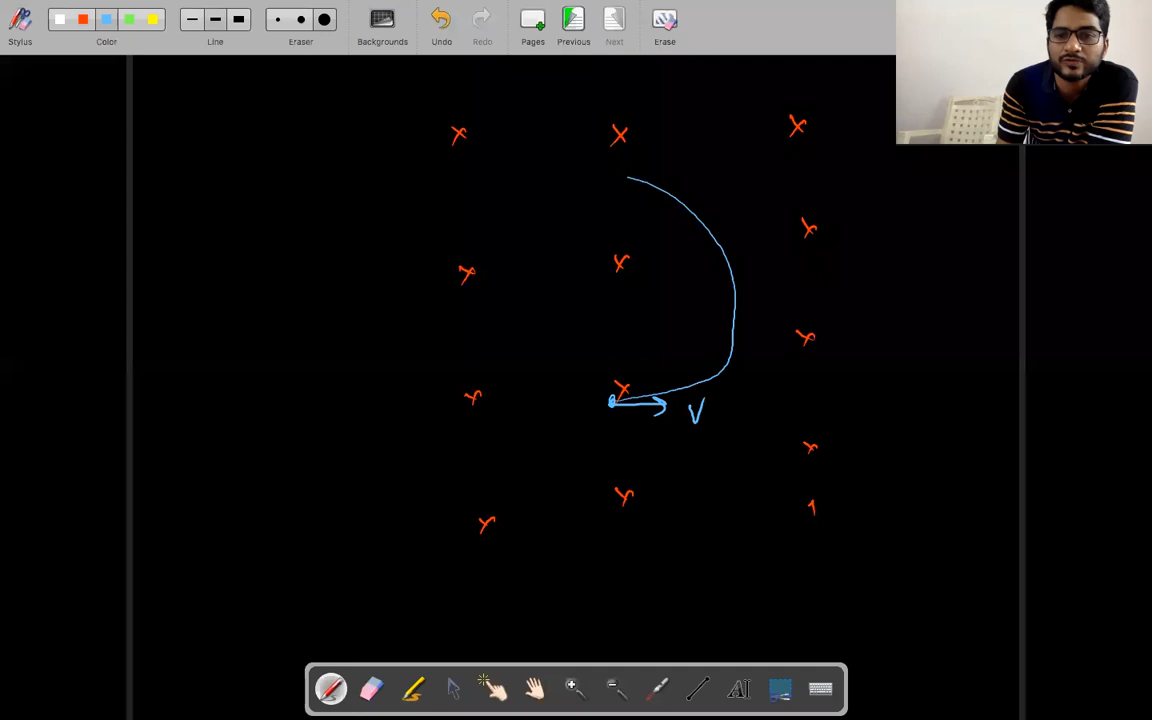 Stylus Color Line Eraser Backgrounds Undo Redo Pages Previous Next Erase
x x x
x
x x
x
x x
V
x
x x